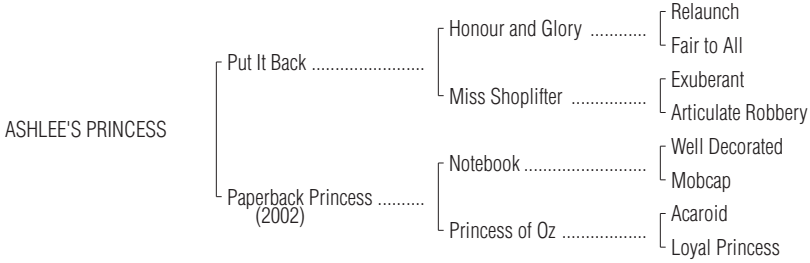 Relaunch
Honour and Glory ............
Fair to All
Put It Back ........................
Exuberant
Miss Shoplifter ................
Articulate Robbery
ASHLEE'S PRINCESS
Well Decorated
Notebook ..........................
Mobcap
Paperback Princess ..........
(2002)
Acaroid
Princess of Oz ..................
Loyal Princess